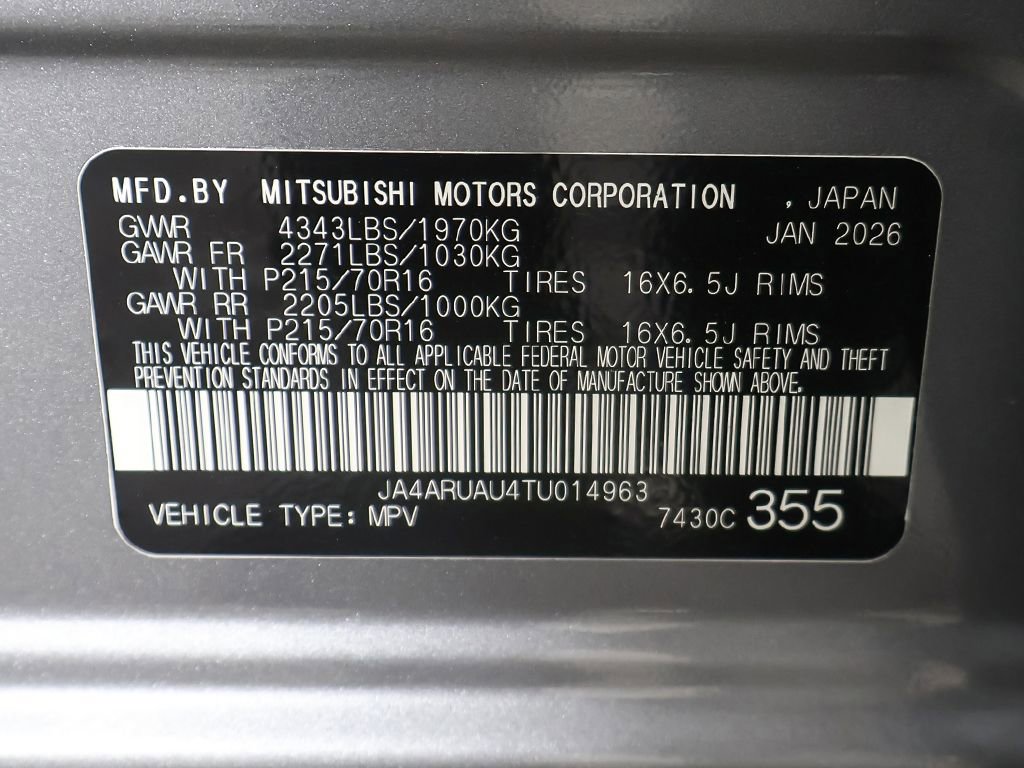 MFD.BY MITSUBISHI MOTORS CORPORATION , JAPAN
GVWR 4343LBS/1970KG JAN 2026
GAWR FR 2271LBS/1030KG
WITH P215/70R16 TIRES 16X6.5J RIMS
GAWR RR 2205LBS/1000KG
WITH P215/70R16 TIRES 16X6.5J RIMS
THIS VEHICLE CONFORMS TO ALL APPLICABLE FEDERAL MOTOR VEHICLE SAFETY AND THEFT
PREVENTION STANDARDS IN EFFECT ON THE DATE OF MANUFACTURE SHOWN ABOVE.
JA4ARUAU4TU014963
VEHICLE TYPE: MPV 7430C 355